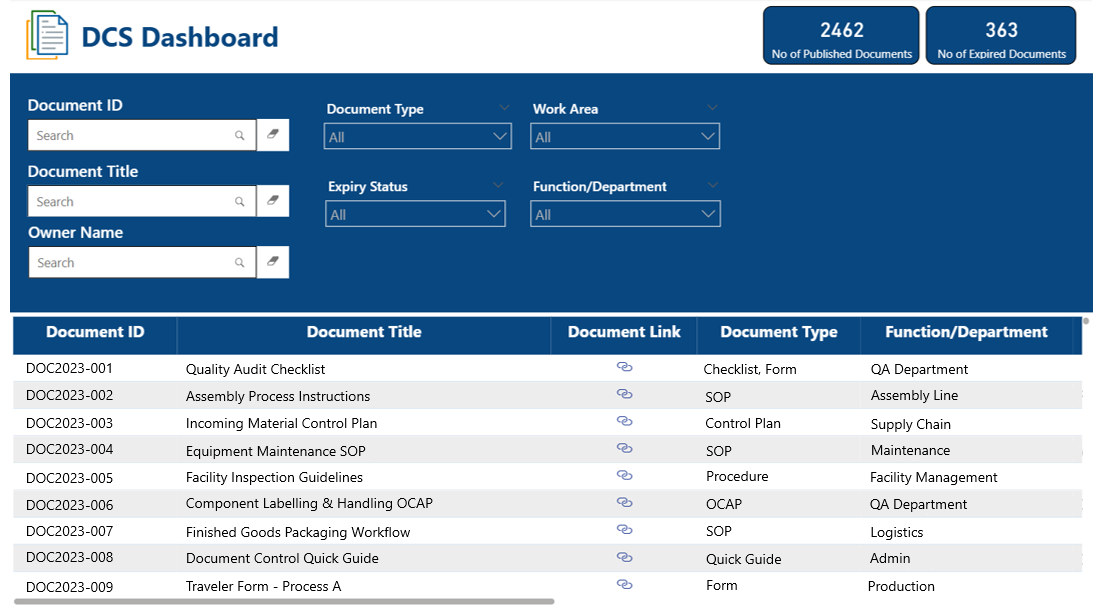 DCS Dashboard
2462
No of Published Documents
363
No of Expired Documents
Document ID
Search
Document Type
All
Work Area
All
Document Title
Search
Expiry Status
All
Function/Department
All
Owner Name
Search
Document ID Document Title Document Link Document Type Function/Department
DOC2023-001 Quality Audit Checklist Checklist, Form QA Department
DOC2023-002 Assembly Process Instructions SOP Assembly Line
DOC2023-003 Incoming Material Control Plan Control Plan Supply Chain
DOC2023-004 Equipment Maintenance SOP SOP Maintenance
DOC2023-005 Facility Inspection Guidelines Procedure Facility Management
DOC2023-006 Component Labelling & Handling OCAP OCAP QA Department
DOC2023-007 Finished Goods Packaging Workflow SOP Logistics
DOC2023-008 Document Control Quick Guide Quick Guide Admin
DOC2023-009 Traveler Form - Process A Form Production